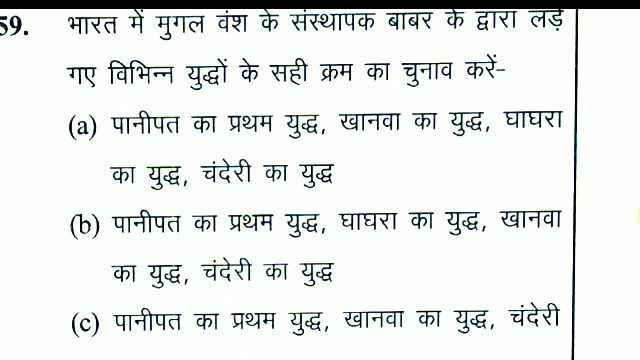 59. भारत में मुगल वंश के संस्थापक बाबर के द्वारा लड़े
गए विभिन्न युद्धों के सही क्रम का चुनाव करें-
(a) पानीपत का प्रथम युद्ध, खानवा का युद्ध, घाघरा
का युद्ध, चंदेरी का युद्ध
(b) पानीपत का प्रथम युद्ध, घाघरा का युद्ध, खानवा
का युद्ध, चंदेरी का युद्ध
(c) पानीपत का प्रथम युद्ध, खानवा का युद्ध, चंदेरी